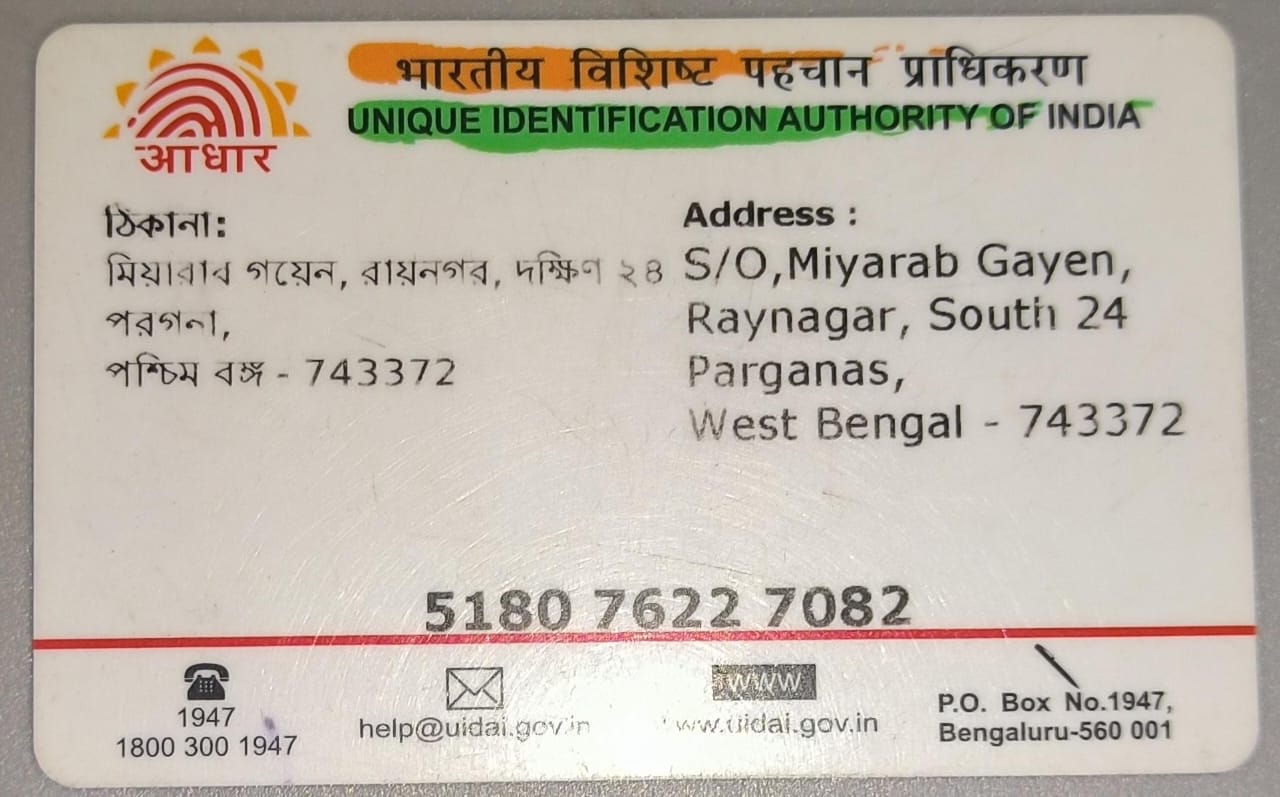 भारतीय विशिष्ट पहचान प्राधिकरण
UNIQUE IDENTIFICATION AUTHORITY OF INDIA
आधार
ঠিকানা:
মিয়ারাব গায়েন, রায়নগর, দক্ষিণ ২৪
পরগনা,
পশ্চিম বঙ্গ - 743372
Address :
S/O,Miyarab Gayen,
Raynagar, South 24
Parganas,
West Bengal - 743372
5180 7622 7082
1947
1800 300 1947
help@uidai.gov.in
www
www.uidai.gov.in
P.O. Box No.1947,
Bengaluru-560 001